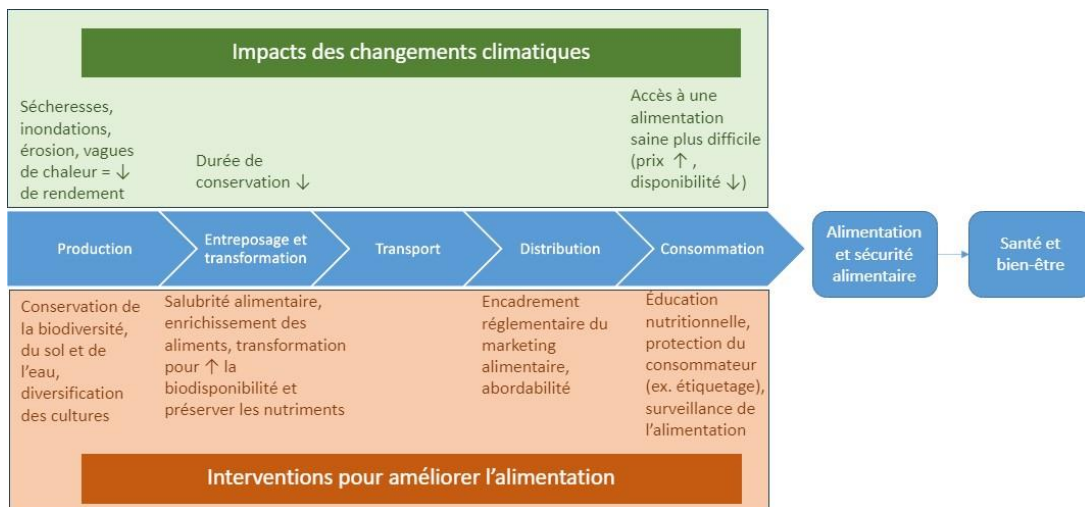 Impacts des changements climatiques
Sécheresses,
inondations,
érosion, vagues
de chaleur = ↓
de rendement
Durée de
conservation ↓
Accès à une
alimentation
saine plus difficile
(prix ↑ ,
disponibilité ↓)
Production
Entreposage et
transformation
Transport
Distribution
Consommation
Alimentation
et sécurité
alimentaire
Santé et
bien-être
Conservation de
la biodiversité,
du sol et de
l'eau,
diversification
des cultures
Salubrité alimentaire,
enrichissement des
aliments, transformation
pour ↑ la
biodisponibilité et
préserver les nutriments
Encadrement
réglementaire du
marketing
alimentaire,
abordabilité
Éducation
nutritionnelle,
protection du
consommateur
(ex. étiquetage),
surveillance de
l'alimentation
Interventions pour améliorer l'alimentation